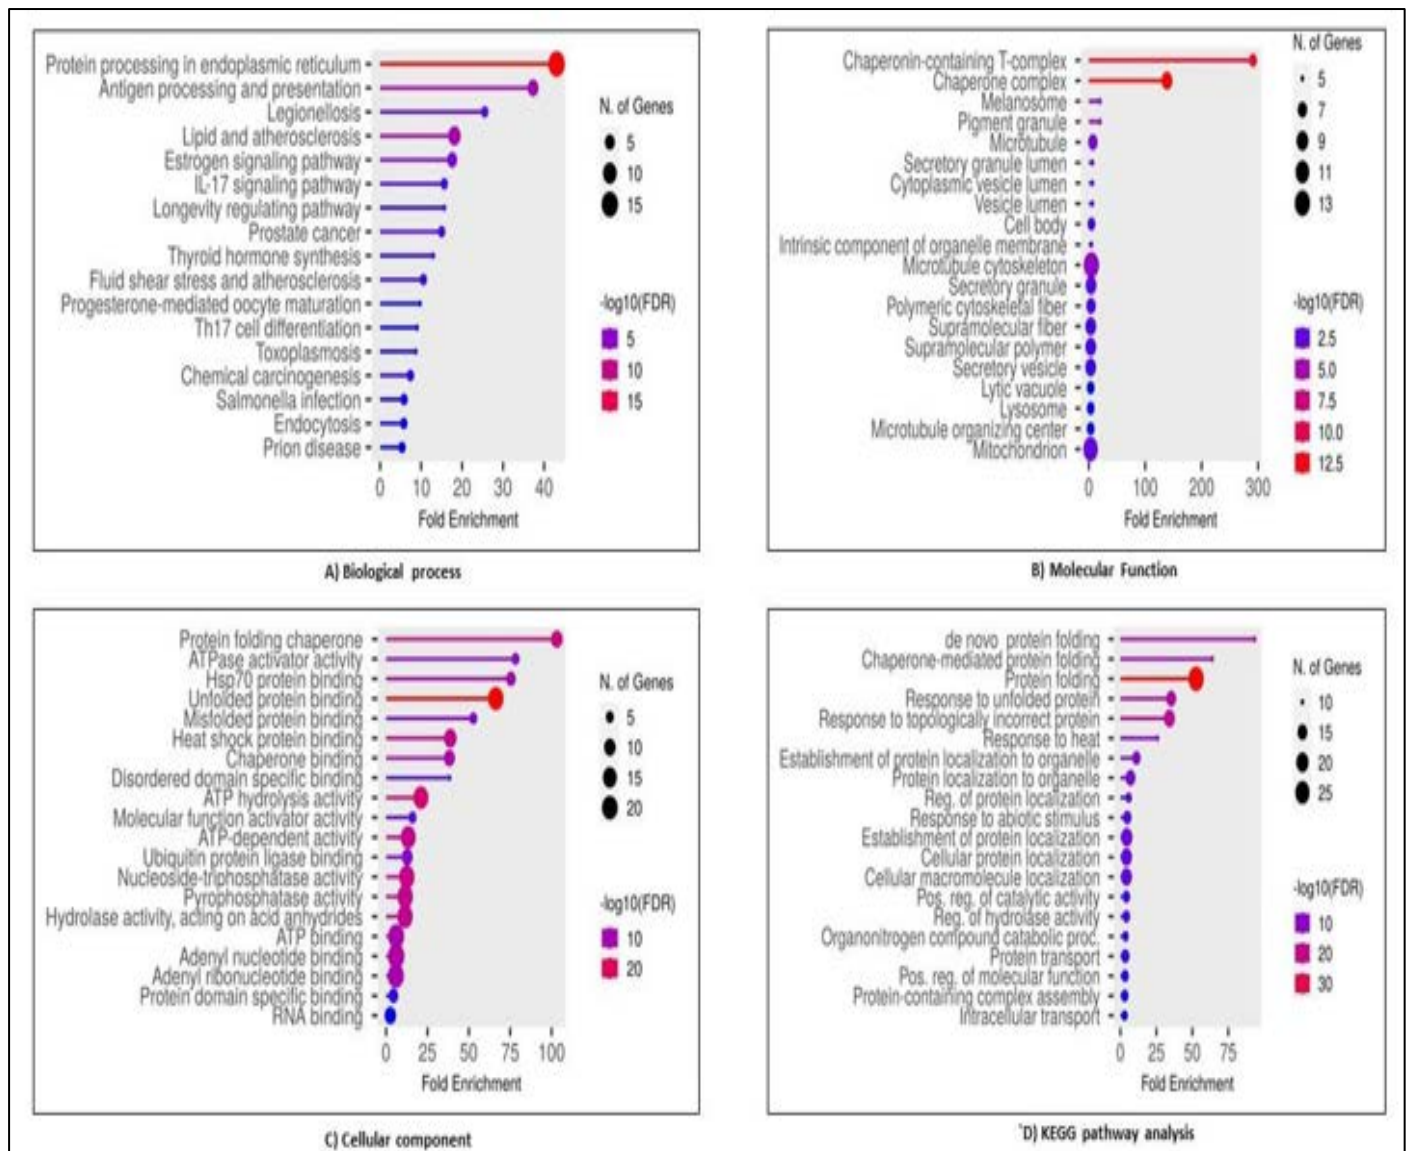 Protein processing in endoplasmic reticulum
Antigen processing and presentation
Legionellosis
Lipid and atherosclerosis
Estrogen signaling pathway
IL-17 signaling pathway
Longevity regulating pathway
Prostate cancer
Thyroid hormone synthesis
Fluid shear stress and atherosclerosis
Progesterone-mediated oocyte maturation
Th17 cell differentiation
Toxoplasmosis
Chemical carcinogenesis
Salmonella infection
Endocytosis
Prion disease
0 10 20 30 40
Fold Enrichment
N. of Genes
5
10
15
-log10(FDR)
5
10
15
A) Biological process
Chaperonin-containing T-complex
Chaperone complex
Melanosome
Pigment granule
Microtubule
Secretory granule lumen
Cytoplasmic vesicle lumen
Vesicle lumen
Cell body
Intrinsic component of organelle membrane
Microtubule cytoskeleton
Secretory granule
Polymeric cytoskeletal fiber
Supramolecular fiber
Supramolecular polymer
Secretory vesicle
Lytic vacuole
Lysosome
Microtubule organizing center
Mitochondrion
0 100 200 300
Fold Enrichment
N. of Genes
5
7
9
11
13
-log10(FDR)
2.5
5.0
7.5
10.0
12.5
B) Molecular Function
Protein folding chaperone
ATPase activator activity
Hsp70 protein binding
Unfolded protein binding
Misfolded protein binding
Heat shock protein binding
Chaperone binding
Disordered domain specific binding
ATP hydrolysis activity
Molecular function activator activity
ATP-dependent activity
Ubiquitin protein ligase binding
Nucleoside-triphosphatase activity
Pyrophosphatase activity
Hydrolase activity, acting on acid anhydrides
ATP binding
Adenyl nucleotide binding
Adenyl ribonucleotide binding
Protein domain specific binding
RNA binding
0 25 50 75 100
Fold Enrichment
N. of Genes
5
10
15
20
-log10(FDR)
10
20
C) Cellular component
de novo protein folding
Chaperone-mediated protein folding
Protein folding
Response to unfolded protein
Response to topologically incorrect protein
Response to heat
Establishment of protein localization to organelle
Protein localization to organelle
Reg. of protein localization
Response to abiotic stimulus
Establishment of protein localization
Cellular protein localization
Cellular macromolecule localization
Pos. reg. of catalytic activity
Reg. of hydrolase activity
Organonitrogen compound catabolic proc.
Protein transport
Pos. reg. of molecular function
Protein-containing complex assembly
Intracellular transport
0 25 50 75
Fold Enrichment
N. of Genes
10
15
20
25
-log10(FDR)
10
20
30
`D) KEGG pathway analysis